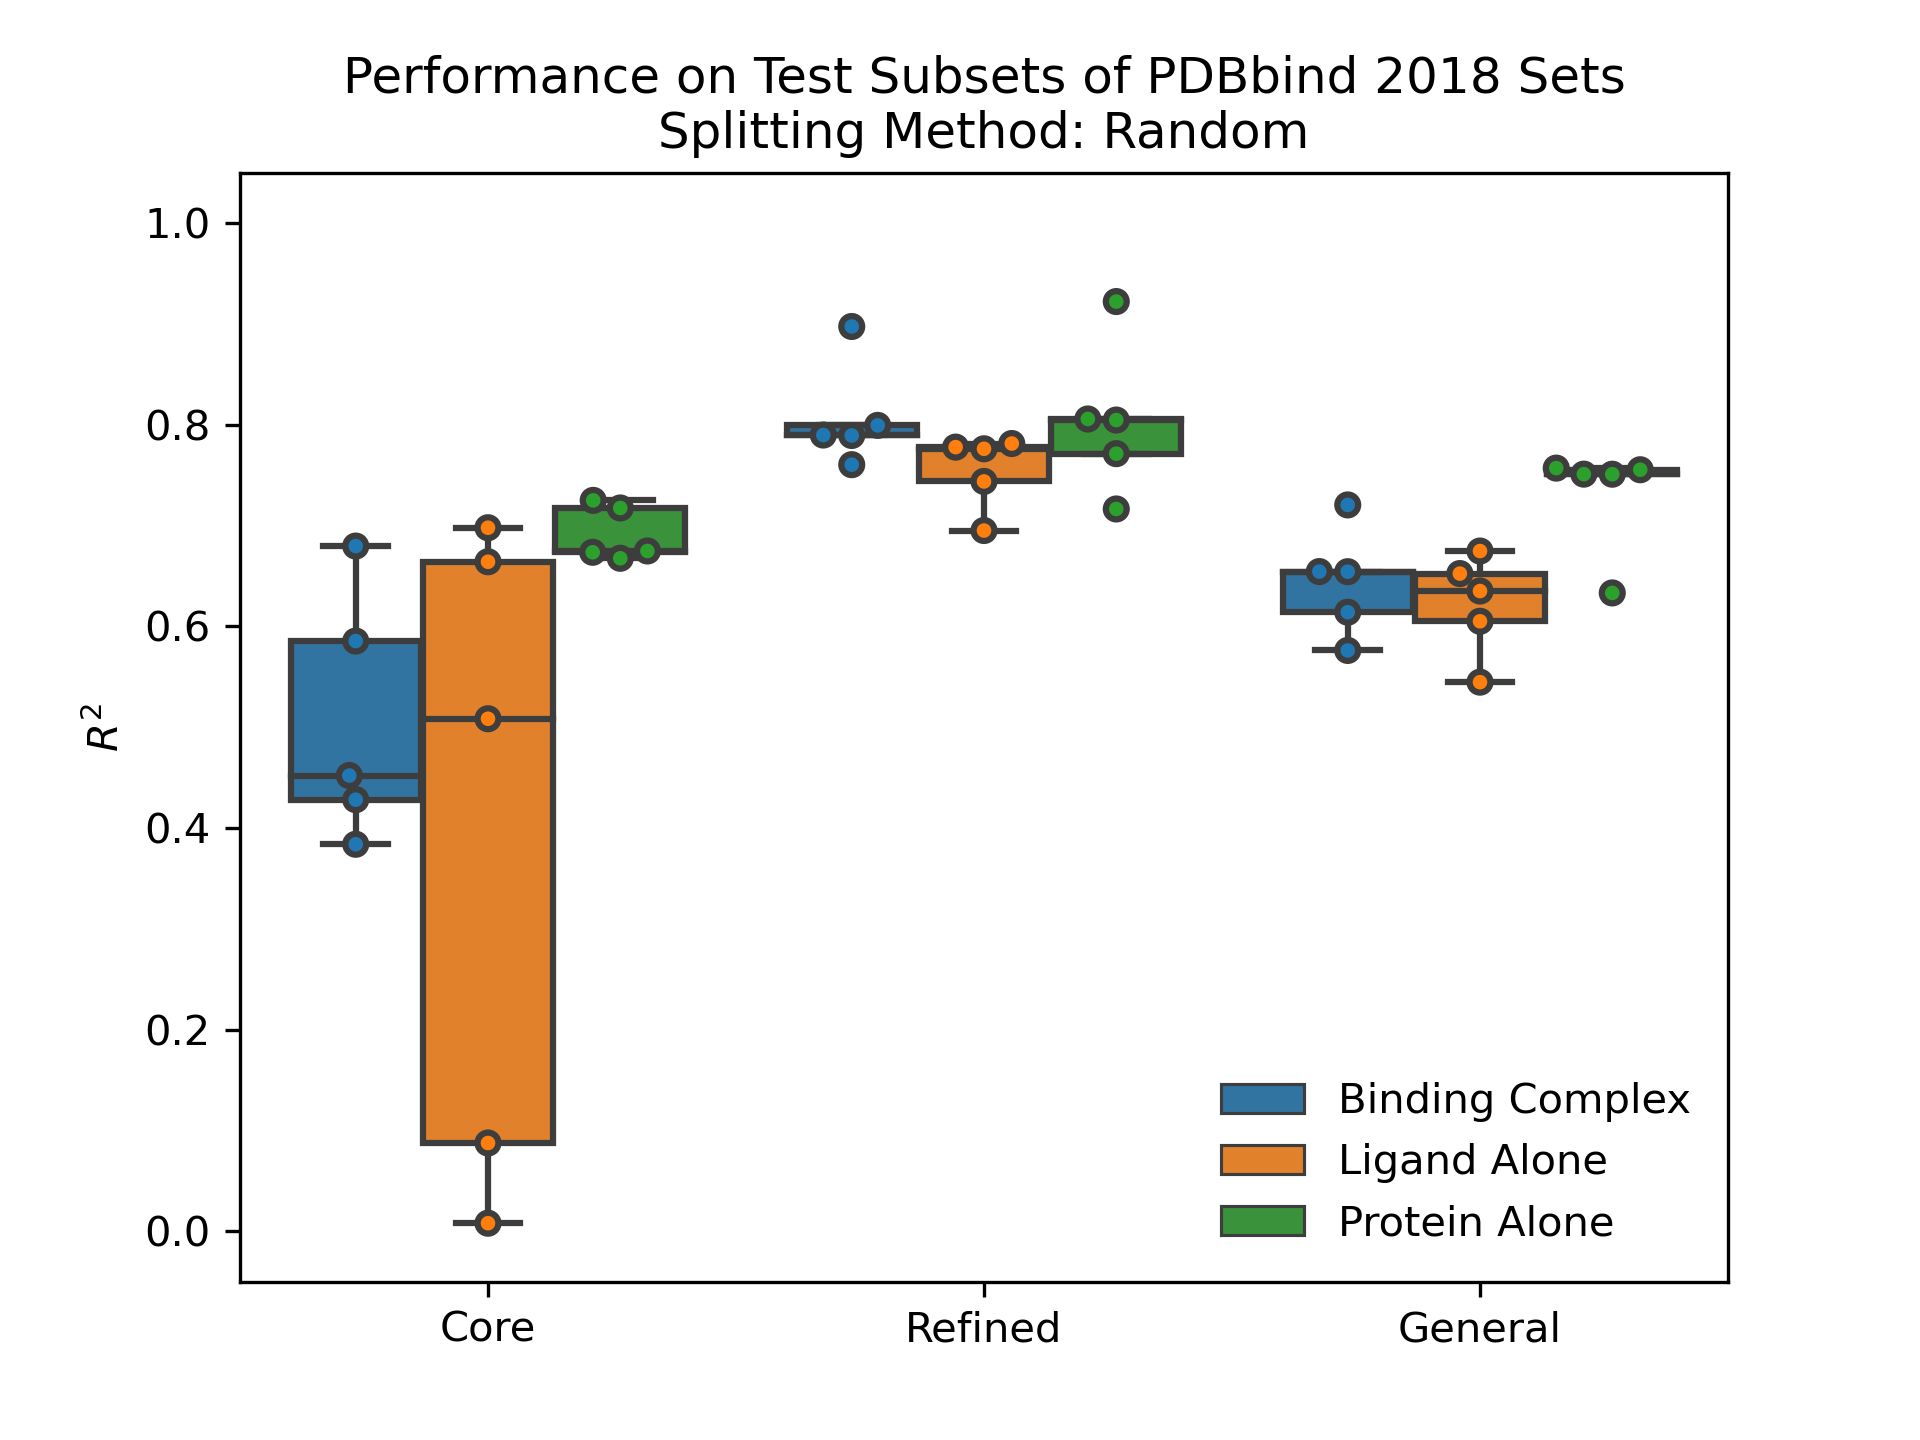 Performance on Test Subsets of PDBbind 2018 Sets
Splitting Method: Random
1.0
0.8
0.6
0.4
0.2
0.0
R²
Core
Refined
General
Binding Complex
Ligand Alone
Protein Alone